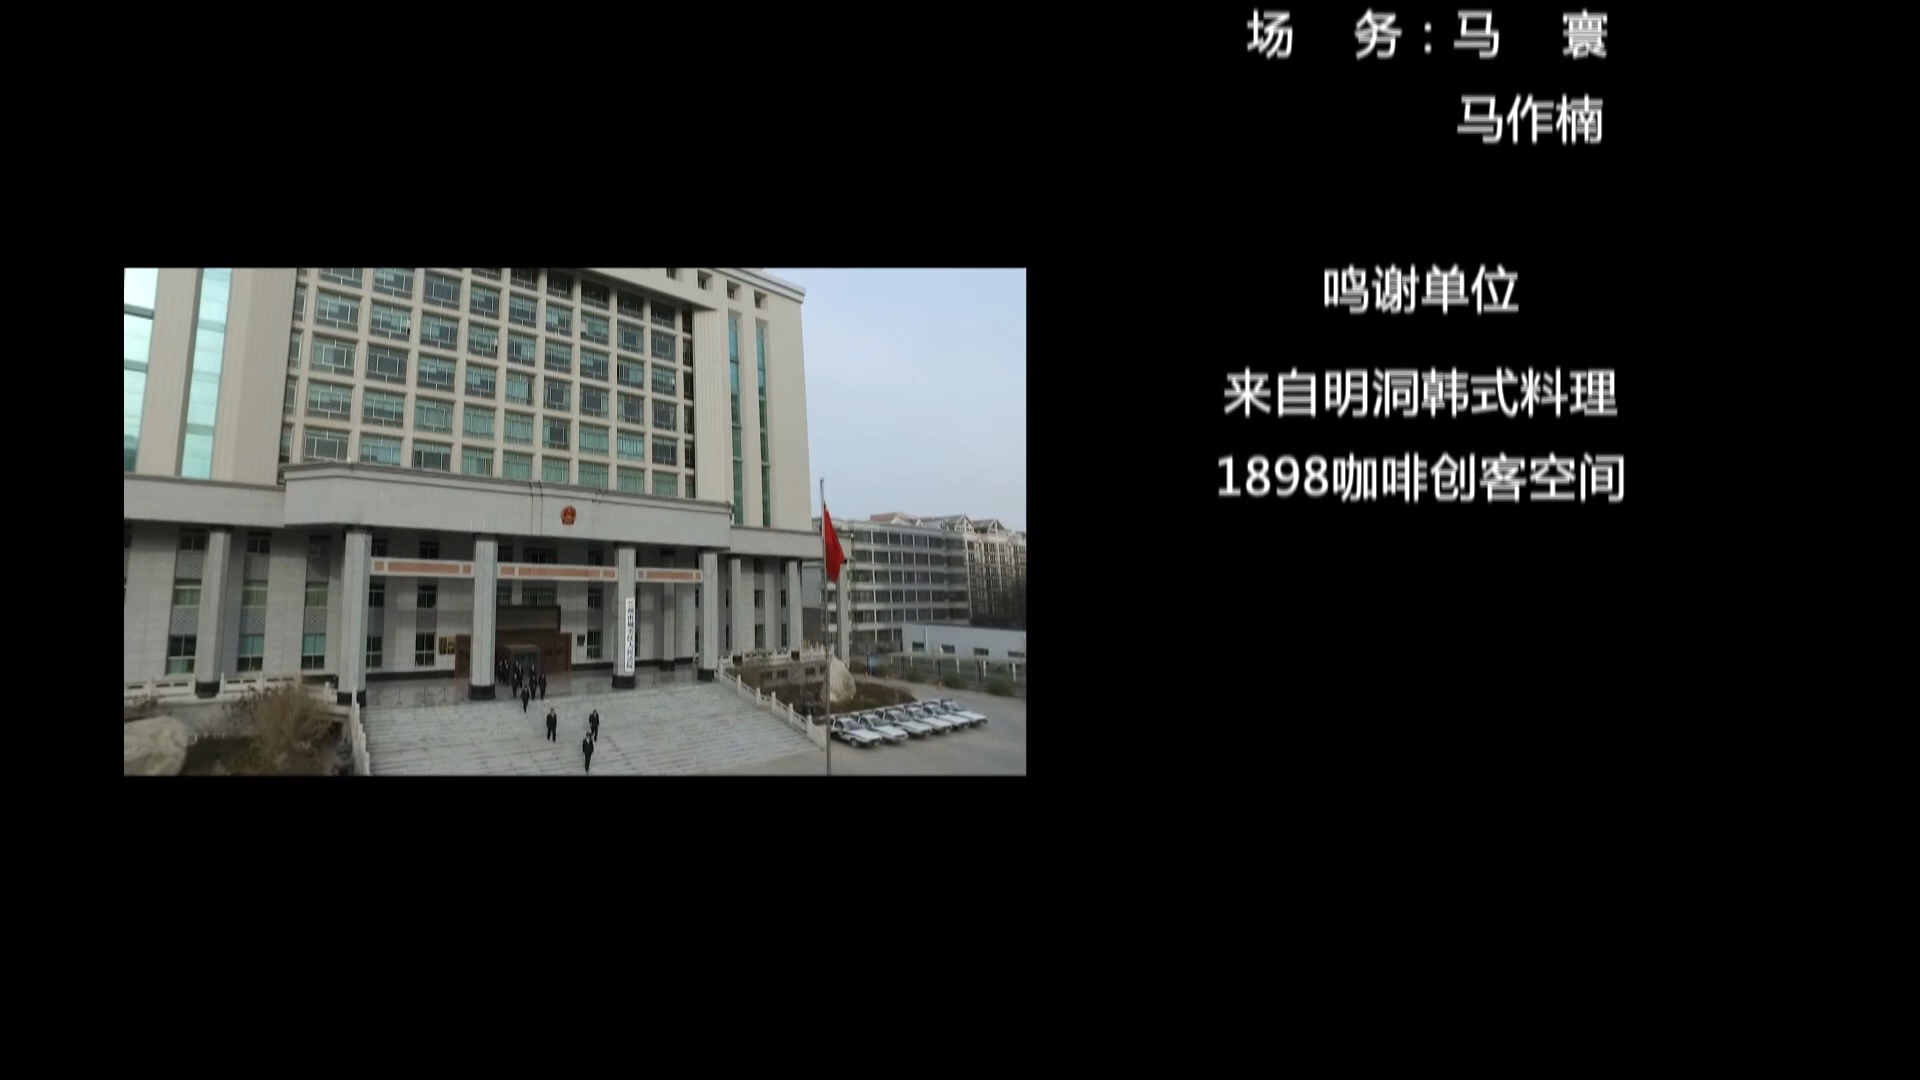 场 务：马 寰
马作楠
鸣谢单位
来自明洞韩式料理
1898咖啡创客空间